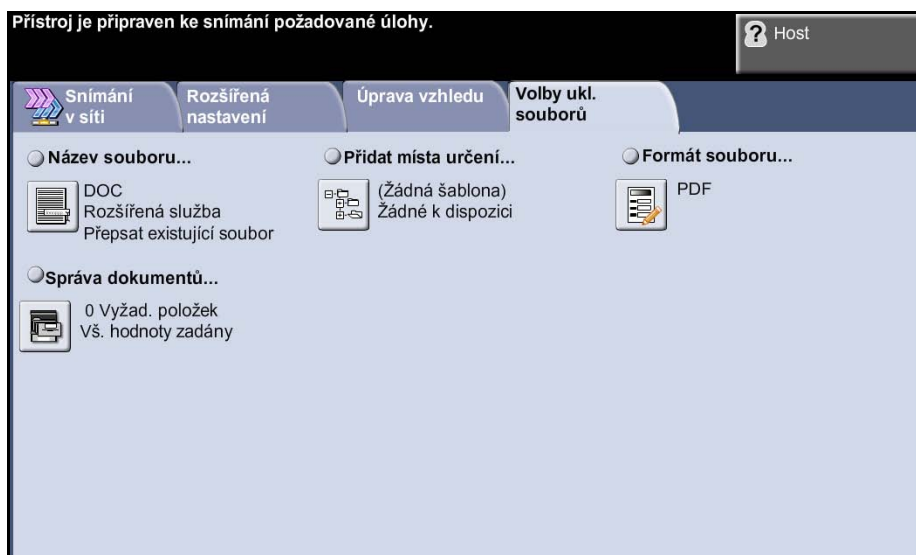 Přístroj je připraven ke snímání požadované úlohy.
? Host
Snímání
v síti
Rozšířená
nastavení
Úprava vzhledu
Volby ukl.
souborů
Název souboru...
DOC
Rozšířená služba
Přepsat existující soubor
Přidat místa určení...
(Žádná šablona)
Žádné k dispozici
Formát souboru...
PDF
Správa dokumentů...
0 Vyžad. položek
Vš. hodnoty zadány